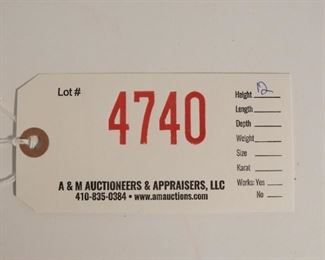 Lot #
4740
Height 12
Length
Depth
Weight
Size
Karat
Works: Yes
No
A & M AUCTIONEERS & APPRAISERS, LLC
410-835-0384 • www.amauctions.com